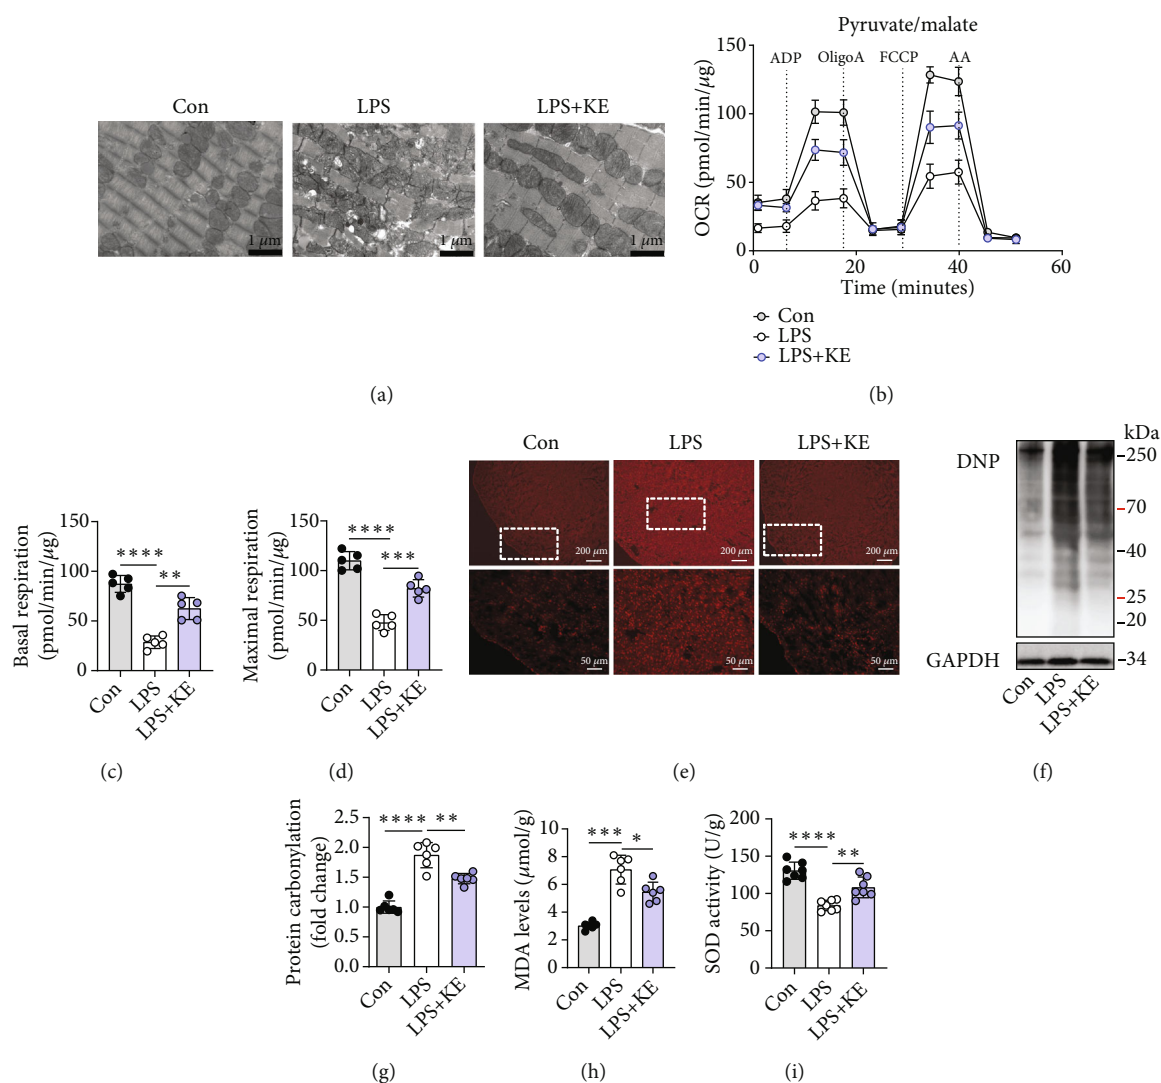 Con LPS LPS+KE
1 μm 1 μm 1 μm
(a)
Pyruvate/malate
ADP OligoA FCCP AA
OCR (pmol/min/μg)
150
100
50
0
0 20 40 60
Time (minutes)
Con
LPS
LPS+KE
(b)
Basal respiration
(pmol/min/μg)
150
100
50
0
**** **
Con LPS LPS+KE
(c)
Maximal respiration
(pmol/min/μg)
150
100
50
0
**** ***
Con LPS LPS+KE
(d)
Con LPS LPS+KE
200 μm 200 μm 200 μm
50 μm 50 μm 50 μm
(e)
kDa
DNP
250
70
40
25
20
GAPDH
34
Con LPS LPS+KE
(f)
Protein carbonylation
(fold change)
2.5
2.0
1.5
1.0
0.5
0.0
**** **
Con LPS LPS+KE
(g)
MDA levels (μmol/g)
10
8
6
4
2
0
*** *
Con LPS LPS+KE
(h)
SOD activity (U/g)
200
150
100
50
0
**** **
Con LPS LPS+KE
(i)